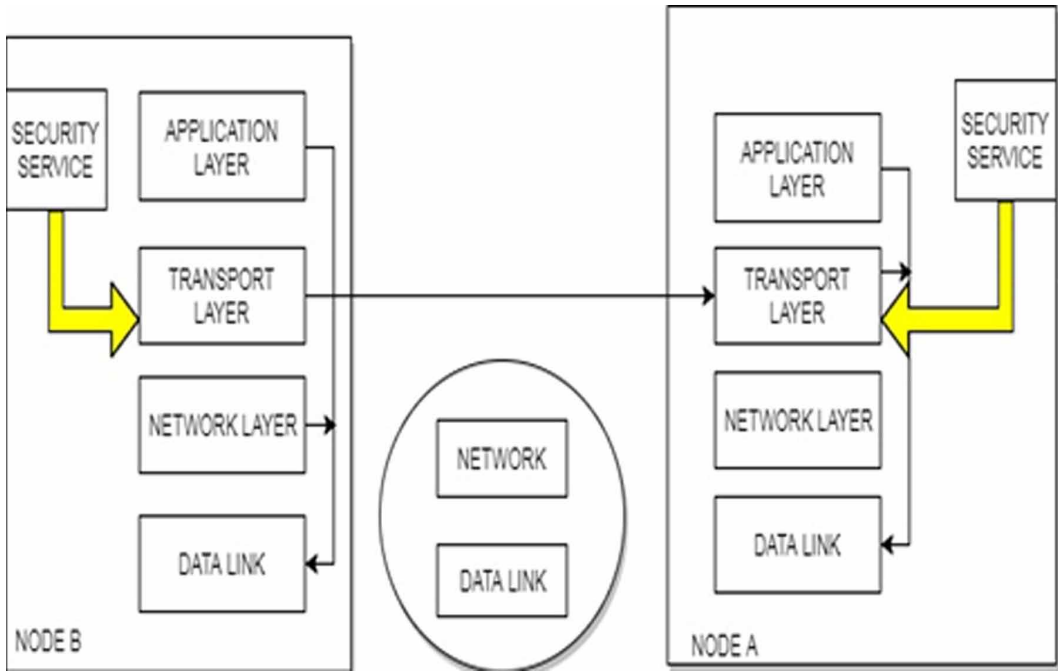 SECURITY
SERVICE
APPLICATION
LAYER
TRANSPORT
LAYER
NETWORK LAYER
DATA LINK
NODE B
NETWORK
DATA LINK
APPLICATION
LAYER
SECURITY
SERVICE
TRANSPORT
LAYER
NETWORK LAYER
DATA LINK
NODE A